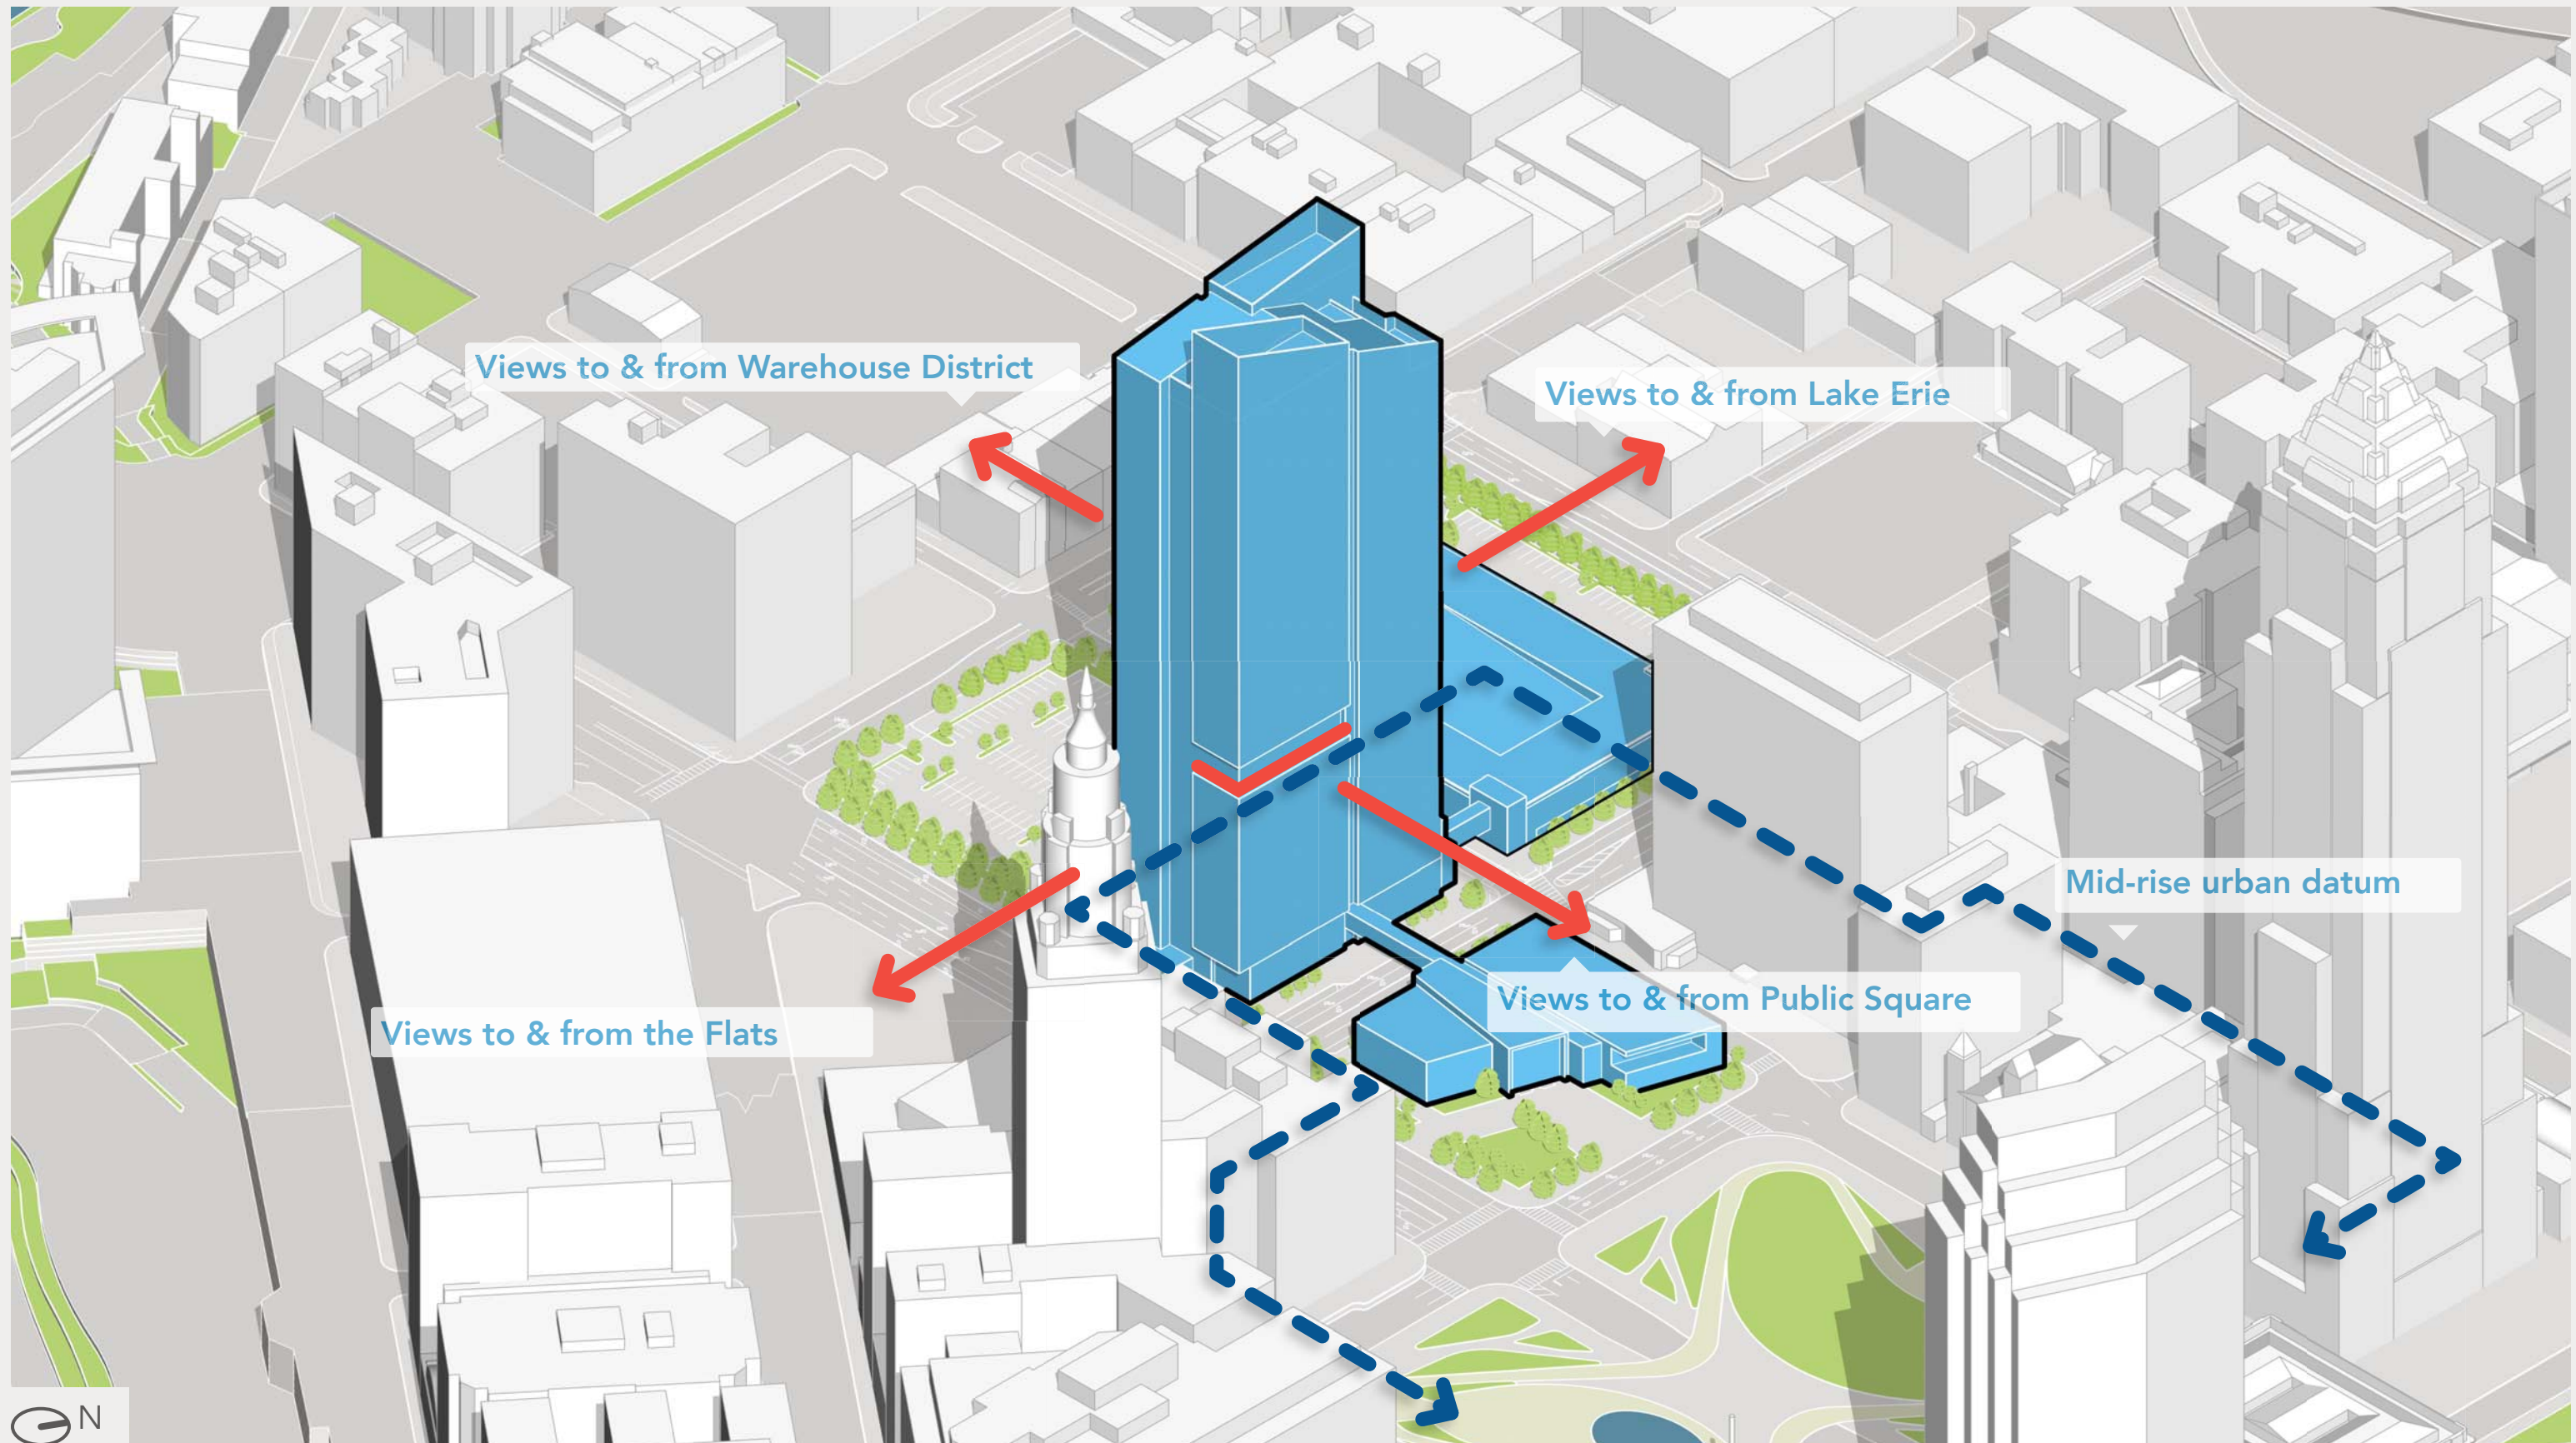 Views to & from Warehouse District
Views to & from Lake Erie
Mid-rise urban datum
Views to & from Public Square
Views to & from the Flats
N